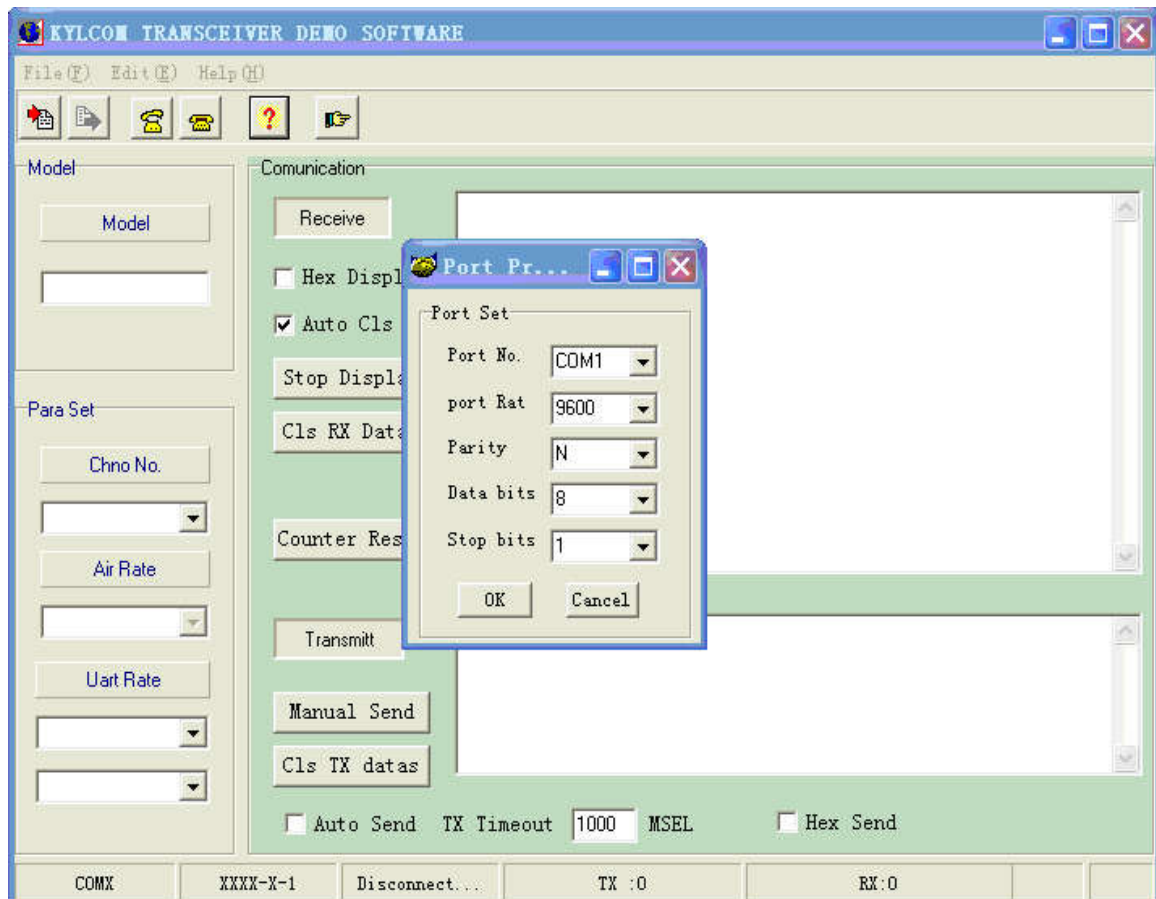 KYLCOM TRANSCEIVER DEMO SOFTWARE
File(F) Edit(E) Help(H)
Model
Model
Para Set
Chno No.
Air Rate
Uart Rate
Comunication
Receive
Hex Displ
Auto Cls
Stop Displa
Cls RX Data
Counter Res
Transmitt
Manual Send
Cls TX datas
Auto Send TX Timeout 1000 MSEL Hex Send
Port Pr...
Port Set
Port No. COM1
port Rat 9600
Parity N
Data bits 8
Stop bits 1
OK Cancel
COMX XXXX-X-1 Disconnect... TX :0 RX:0